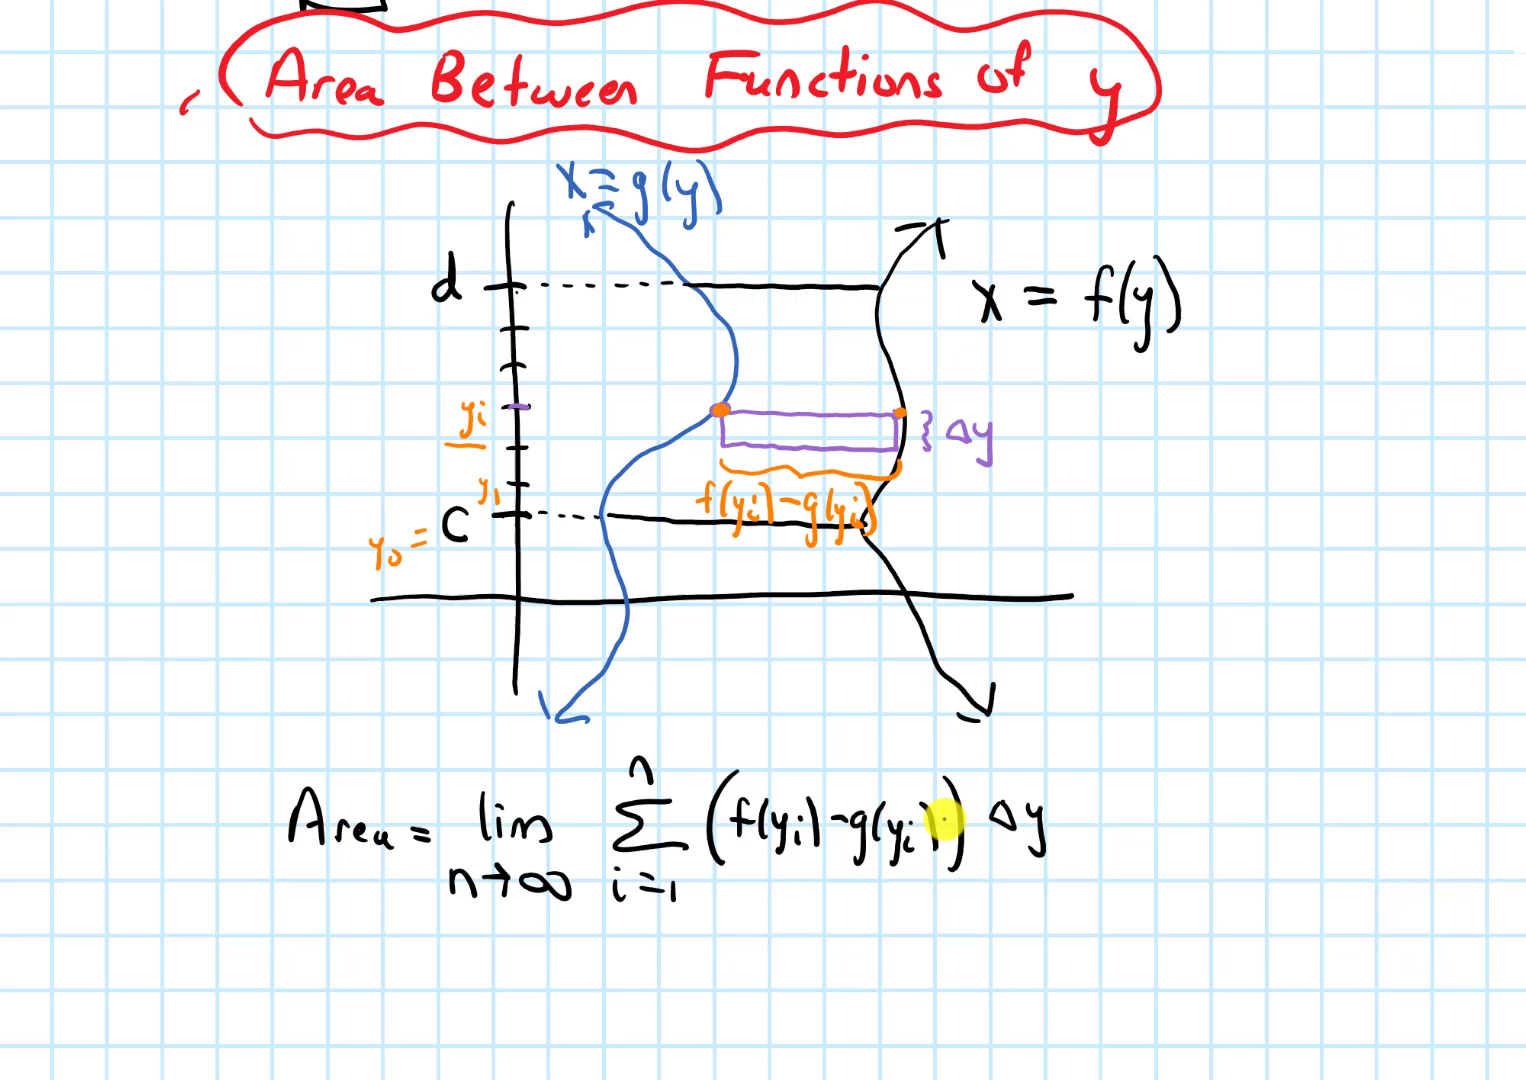 Area Between Functions of y
x = g(y)
d
x = f(y)
yi
Δy
y1
f(yi) - g(yi)
y0 = C
Area = lim n→∞ n Σ i=1 (f(yi) - g(yi)) Δy